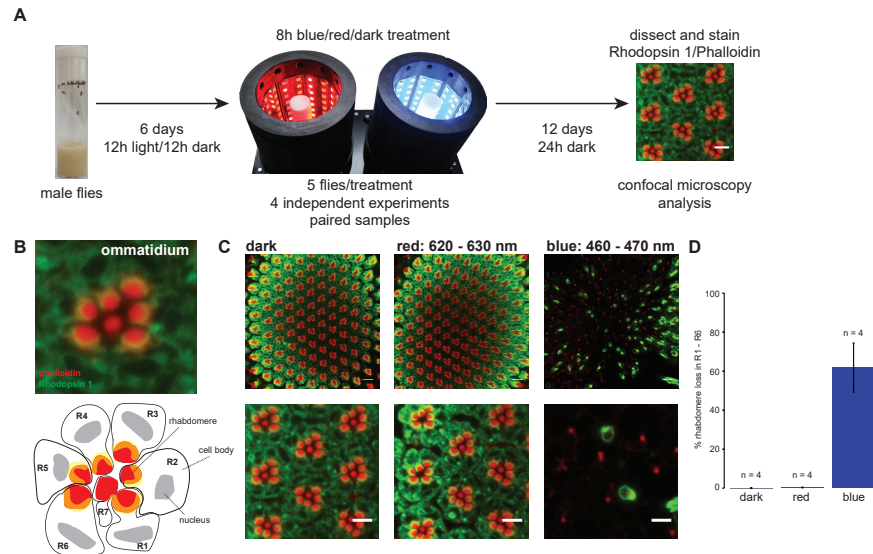 A
8h blue/red/dark treatment
dissect and stain
Rhodopsin 1/Phalloidin
6 days
12h light/12h dark
12 days
24h dark
male flies
5 flies/treatment
4 independent experiments
paired samples
confocal microscopy
analysis
B
ommatidium
phalloidin
Rhodopsin 1
R4
R3
rhabdomere
cell body
R5
R2
R7
nucleus
R6
R1
C
dark
red: 620 - 630 nm
blue: 460 - 470 nm
D
% rhabdomere loss in R1 - R6
100
80
60
40
20
0
n = 4
n = 4
n = 4
dark
red
blue